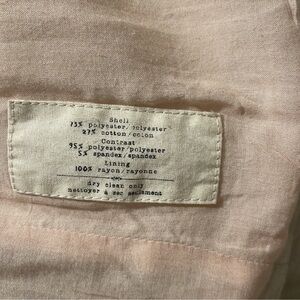 Shell
73% polyester/polyester
27% cotton/coton
Contrast
95% polyester/polyester
5% spandex/spandex
Lining
100% rayon/rayonne
dry clean only
nettoyer à sec seulement